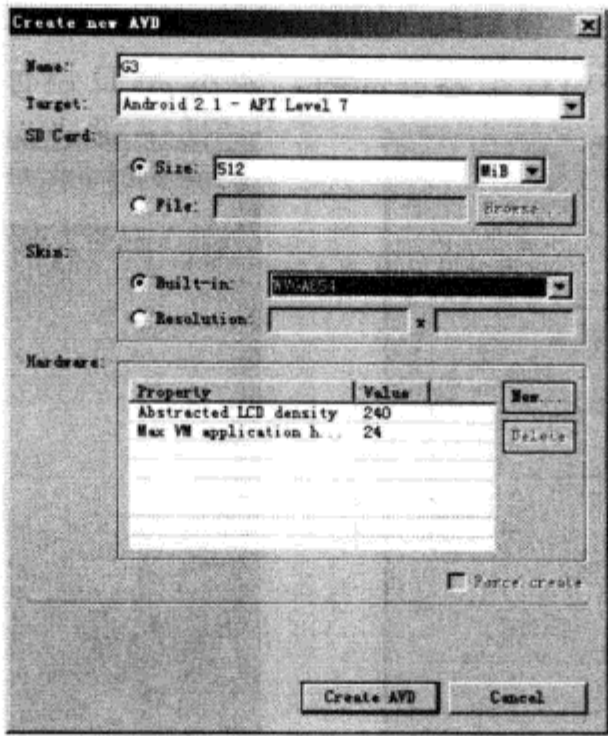 Create new AVD
Name: G3
Target: Android 2.1 - API Level 7
SD Card:
Size: 512 MiB
File: Browse...
Skin:
Built-in: WVGA854
Resolution: x
Hardware:
Property Value New...
Abstracted LCD density 240
Max VM application h... 24 Delete
Force create
Create AVD Cancel